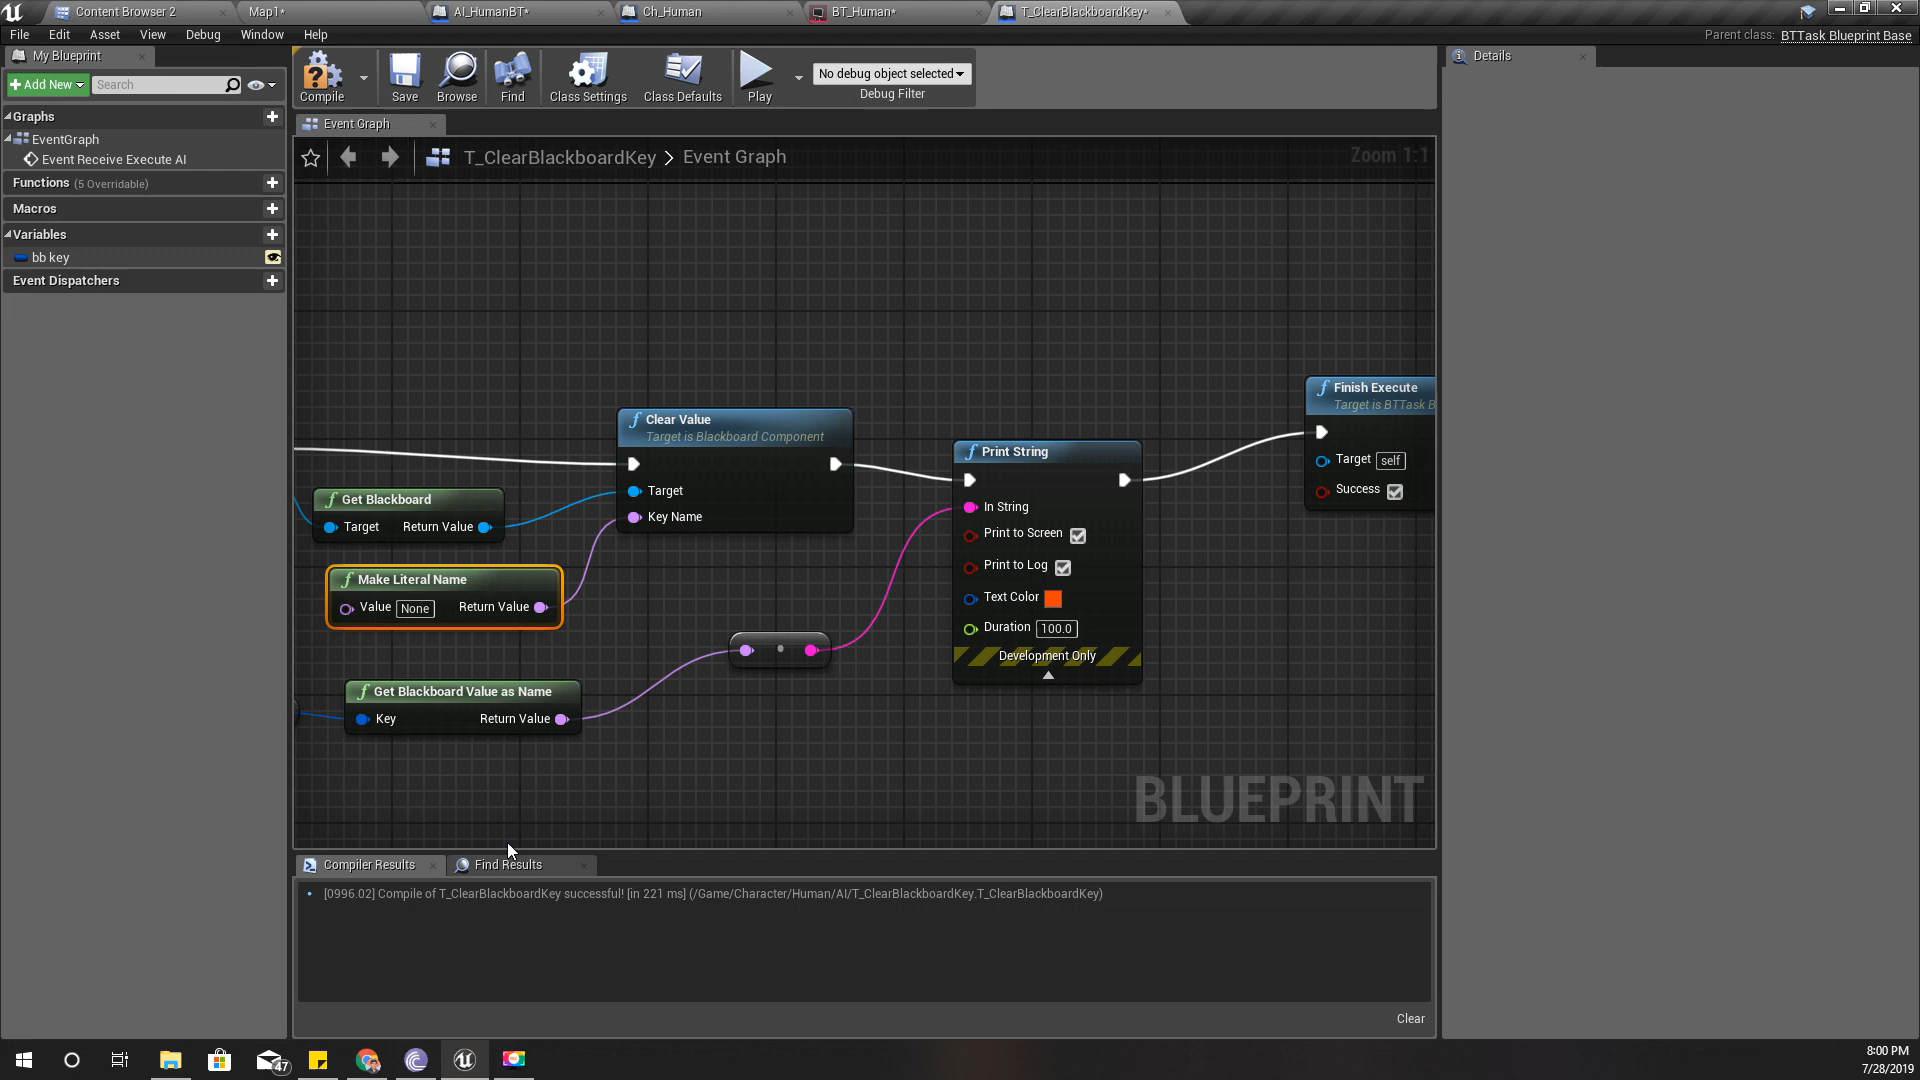 Content Browser 2
Map1*
AI_HumanBT*
Ch_Human
BT_Human*
T_ClearBlackboardKey*
File Edit Asset View Debug Window Help
Parent class: BTTask Blueprint Base
My Blueprint
Details
Add New
Search
Compile
Save
Browse
Find
Class Settings
Class Defaults
Play
No debug object selected
Debug Filter
Graphs
EventGraph
Event Receive Execute AI
Functions (5 Overridable)
Macros
Variables
bb key
Event Dispatchers
Event Graph
T_ClearBlackboardKey > Event Graph
Zoom 1:1
Clear Value
Target is Blackboard Component
Target
Key Name
Get Blackboard
Target Return Value
Make Literal Name
Value None Return Value
Get Blackboard Value as Name
Key Return Value
Print String
In String
Print to Screen
Print to Log
Text Color
Duration 100.0
Development Only
Finish Execute
Target is BTTask B
Target self
Success
BLUEPRINT
Compiler Results
Find Results
[0996.02] Compile of T_ClearBlackboardKey successful! [in 221 ms] (/Game/Character/Human/AI/T_ClearBlackboardKey.T_ClearBlackboardKey)
Clear
47
8:00 PM
7/28/2019